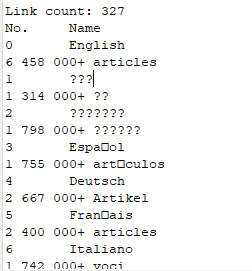 Link count: 327
No. Name
0 English
6 458 000+ articles
1 ???
1 314 000+ ??
2 ???????
1 798 000+ ??????
3 Espa□ol
1 755 000+ art□culos
4 Deutsch
2 667 000+ Artikel
5 Fran□ais
2 400 000+ articles
6 Italiano
1 742 000+ voci